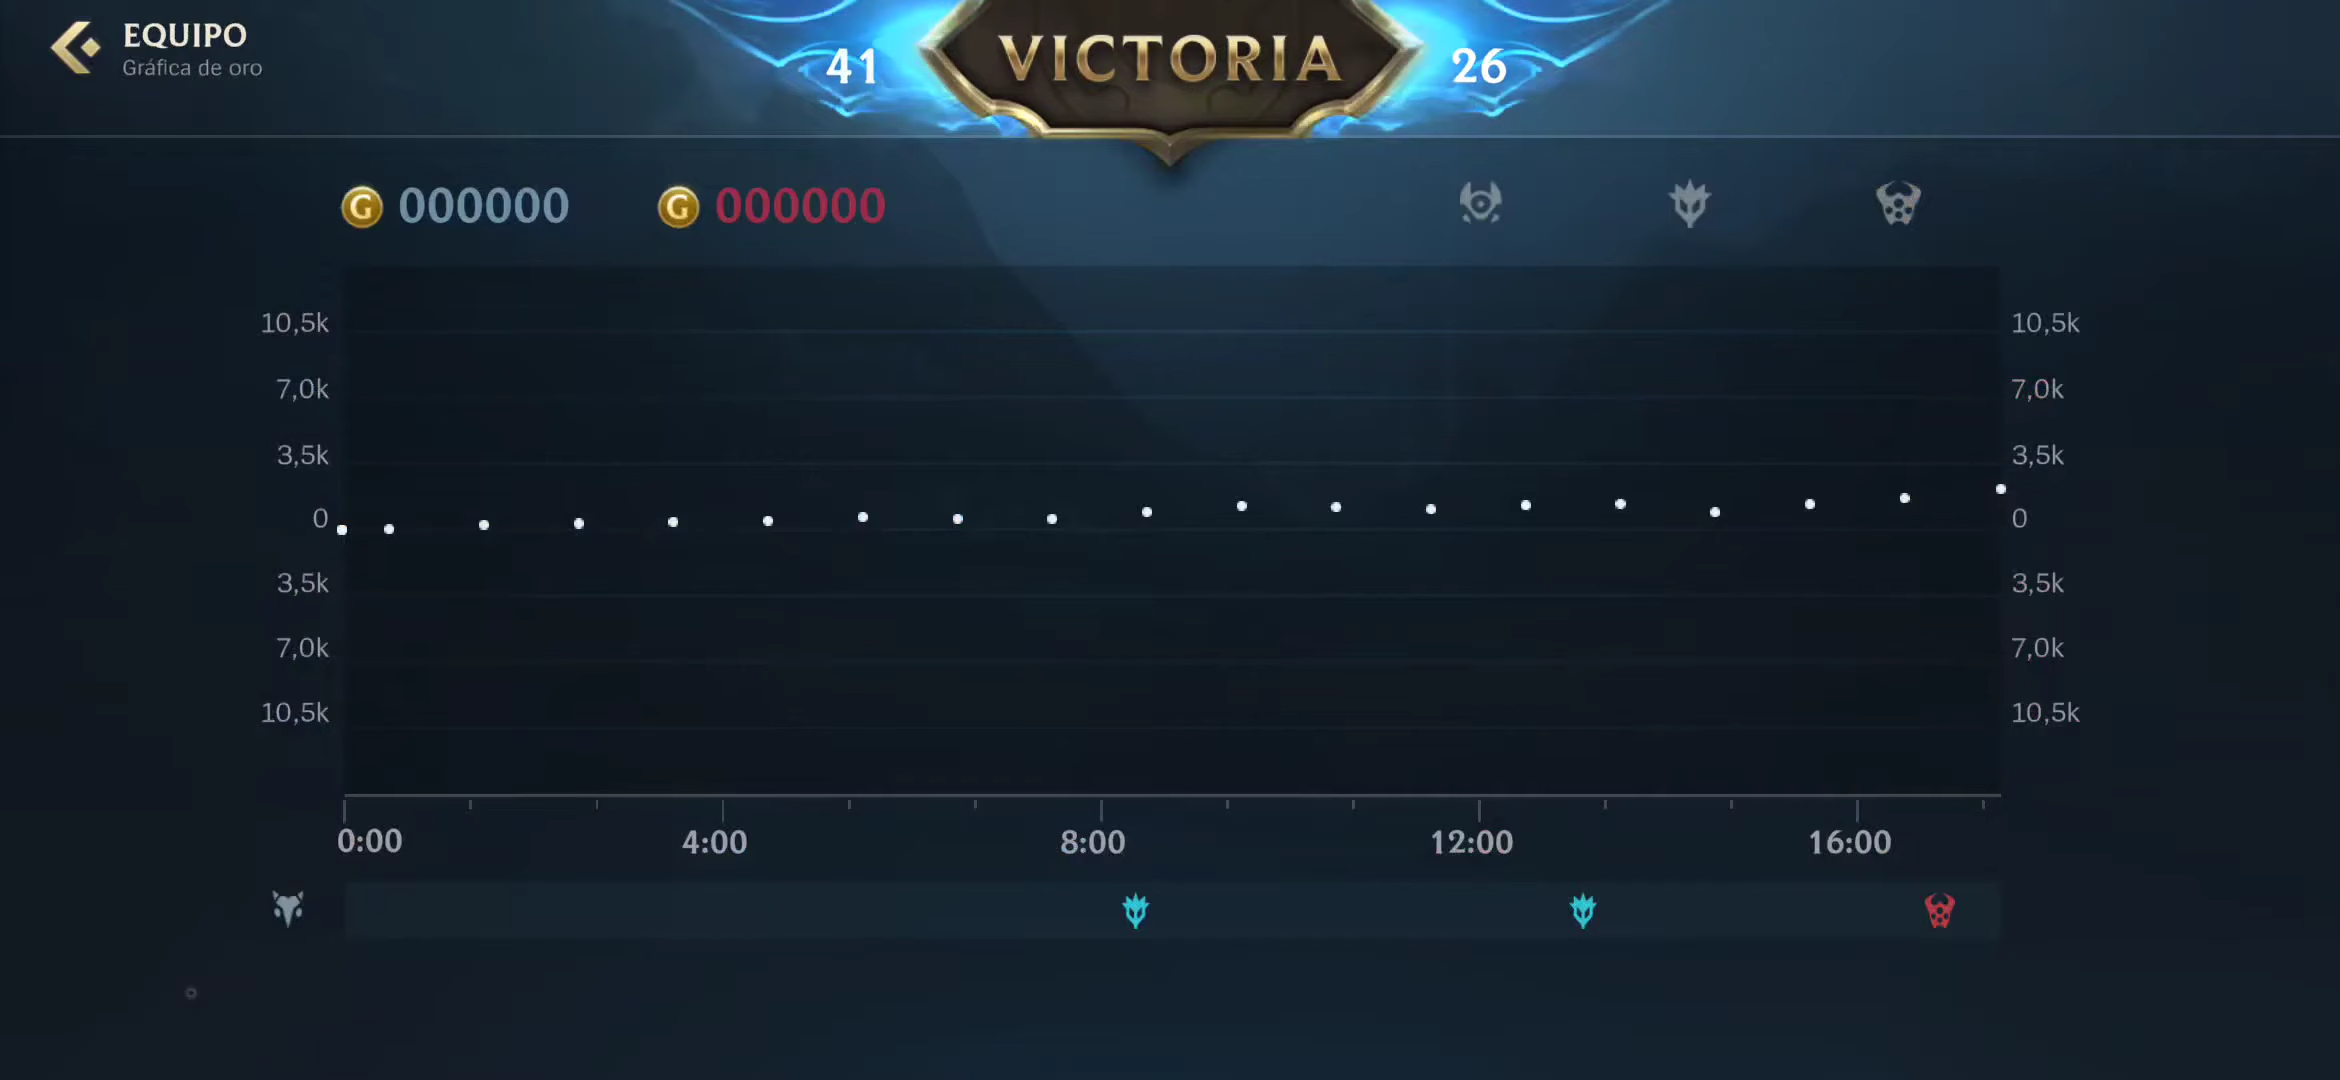 EQUIPO
Gráfica de oro
41 VICTORIA 26
G 000000 G 000000
10,5k 10,5k
7,0k 7,0k
3,5k 3,5k
0 0
3,5k 3,5k
7,0k 7,0k
10,5k 10,5k
0:00 4:00 8:00 12:00 16:00